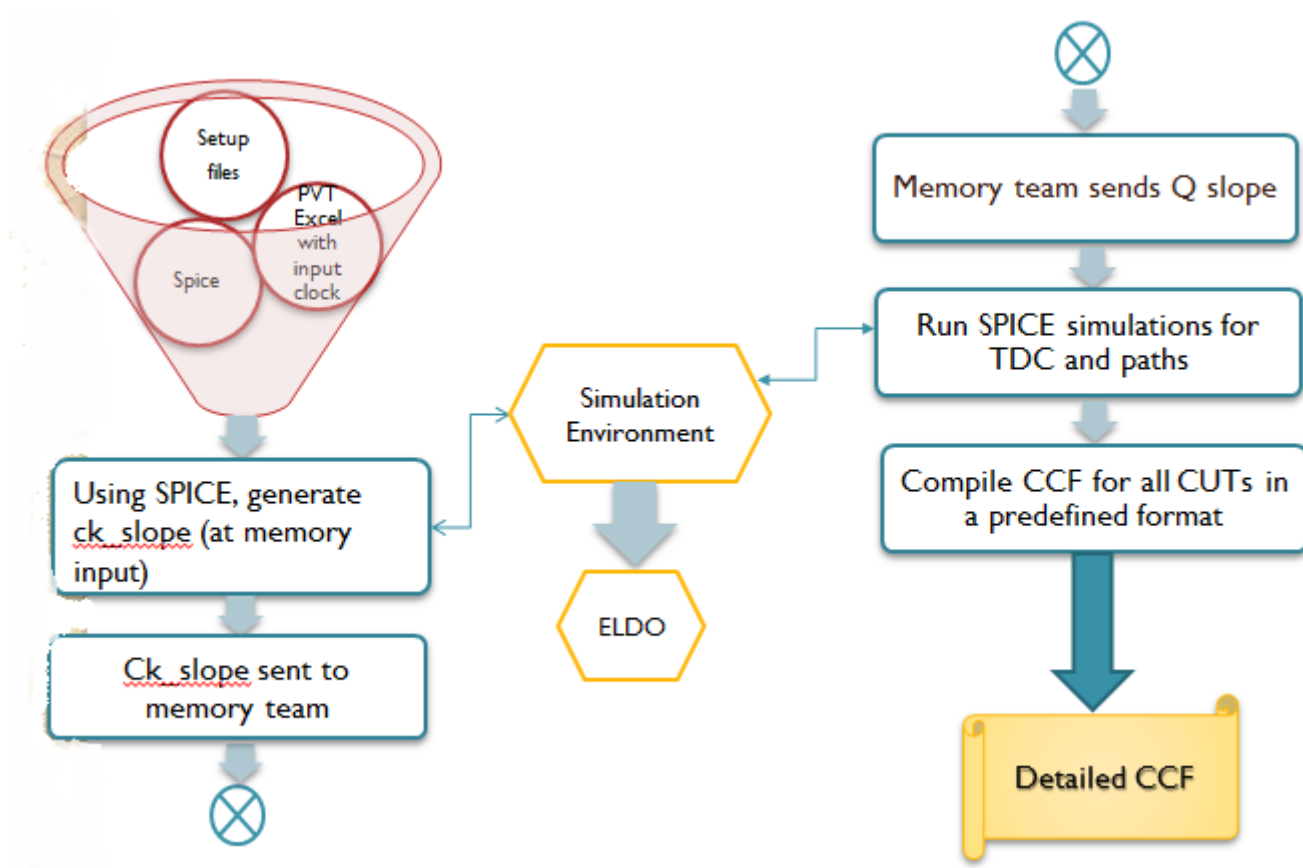 Setup
files
PVT
Excel
with
input
clock
Spice
Using SPICE, generate
ck_slope (at memory
input)
Ck_slope sent to
memory team
Simulation
Environment
ELDO
Memory team sends Q slope
Run SPICE simulations for
TDC and paths
Compile CCF for all CUTs in
a predefined format
Detailed CCF